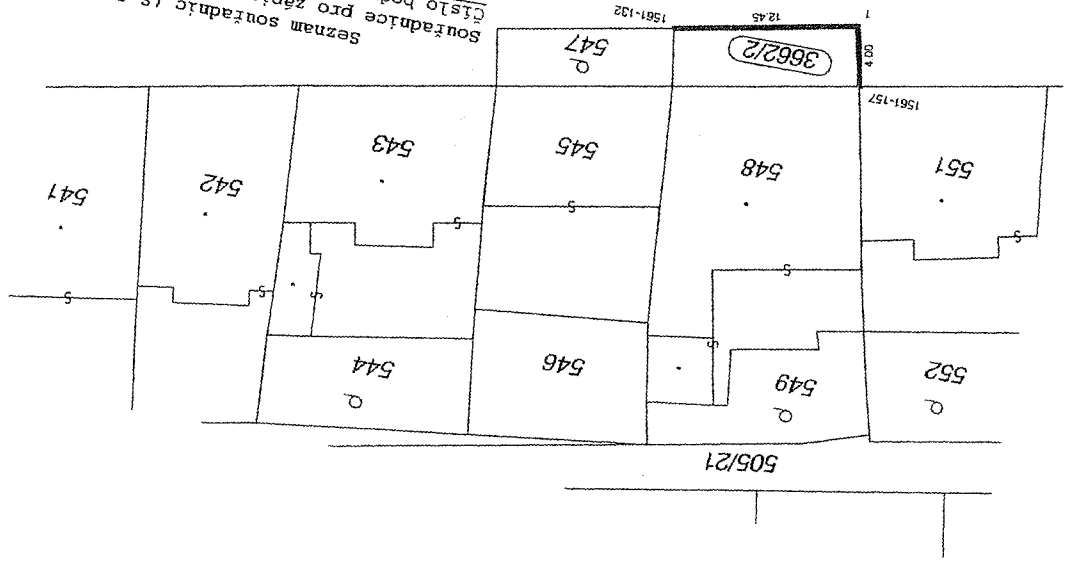 505/21
552 549 546 544
551 548 545 543 542 541
1561-157
4.00 3662/2 547
1 12.45 1561-132
Seznam souřadnic
Souřadnice pro
Číslo